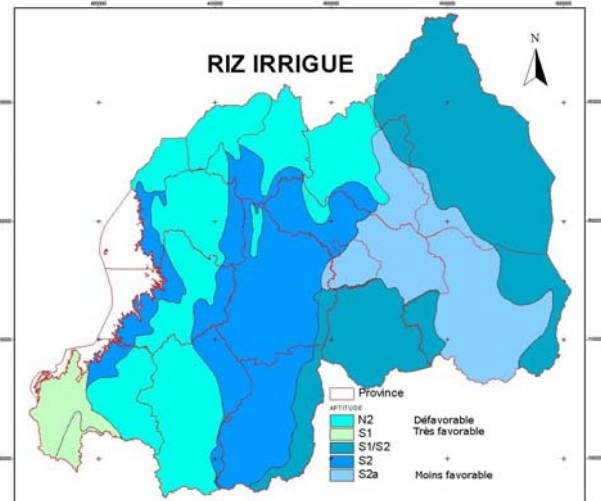 RIZ IRRIGUE
N
Province
APTITUDE
N2 Défavorable
S1 Très favorable
S1/S2
S2
S2a Moins favorable